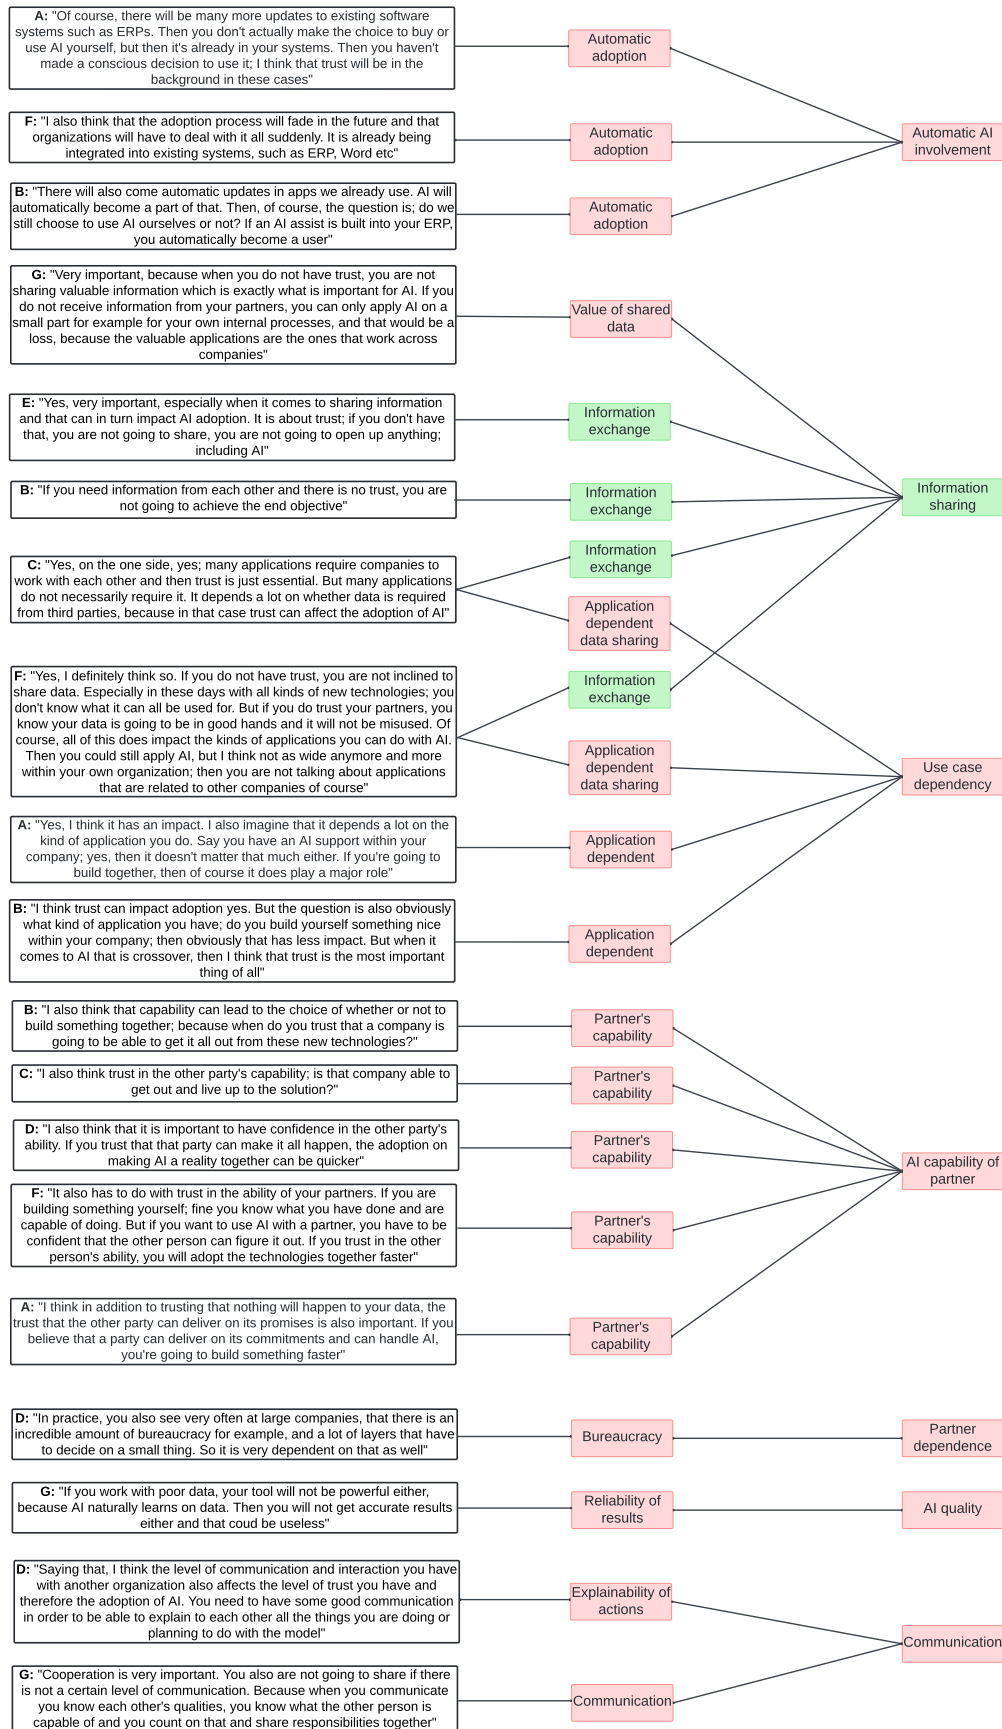 A: "Of course, there will be many more updates to existing software
systems such as ERPs. Then you don't actually make the choice to buy or
use AI yourself, but then it's already in your systems. Then you haven't
made a conscious decision to use it; I think that trust will be in the
background in these cases"
Automatic
adoption
F: "I also think that the adoption process will fade in the future and that
organizations will have to deal with it all suddenly. It is already being
integrated into existing systems, such as ERP, Word etc"
Automatic
adoption
Automatic AI
involvement
B: "There will also come automatic updates in apps we already use. AI will
automatically become a part of that. Then, of course, the question is; do we
still choose to use AI ourselves or not? If an AI assist is built into your ERP,
you automatically become a user"
Automatic
adoption
G: "Very important, because when you do not have trust, you are not
sharing valuable information which is exactly what is important for AI. If you
do not receive information from your partners, you can only apply AI on a
small part for example for your own internal processes, and that would be a
loss, because the valuable applications are the ones that work across
companies"
Value of shared
data
E: "Yes, very important, especially when it comes to sharing information
and that can in turn impact AI adoption. It is about trust; if you don't have
that, you are not going to share, you are not going to open up anything;
including AI"
Information
exchange
B: "If you need information from each other and there is no trust, you are
not going to achieve the end objective"
Information
exchange
Information
sharing
C: "Yes, on the one side, yes; many applications require companies to
work with each other and then trust is just essential. But many applications
do not necessarily require it. It depends a lot on whether data is required
from third parties, because in that case trust can affect the adoption of AI"
Information
exchange
Application
dependent
data sharing
F: "Yes, I definitely think so. If you do not have trust, you are not inclined to
share data. Especially in these days with all kinds of new technologies; you
don't know what it can all be used for. But if you do trust your partners, you
know your data is going to be in good hands and it will not be misused. Of
course, all of this does impact the kinds of applications you can do with AI.
Then you could still apply AI, but I think not as wide anymore and more
within your own organization; then you are not talking about applications
that are related to other companies of course"
Information
exchange
Application
dependent
data sharing
Use case
dependency
A: "Yes, I think it has an impact. I also imagine that it depends a lot on the
kind of application you do. Say you have an AI support within your
company; yes, then it doesn't matter that much either. If you're going to
build together, then of course it does play a major role"
Application
dependent
B: "I think trust can impact adoption yes. But the question is also obviously
what kind of application you have; do you build yourself something nice
within your company; then obviously that has less impact. But when it
comes to AI that is crossover, then I think that trust is the most important
thing of all"
Application
dependent
B: "I also think that capability can lead to the choice of whether or not to
build something together; because when do you trust that a company is
going to be able to get it all out from these new technologies?"
Partner's
capability
C: "I also think trust in the other party's capability; is that company able to
get out and live up to the solution?"
Partner's
capability
D: "I also think that it is important to have confidence in the other party's
ability. If you trust that that party can make it all happen, the adoption on
making AI a reality together can be quicker"
Partner's
capability
AI capability of
partner
F: "It also has to do with trust in the ability of your partners. If you are
building something yourself; fine you know what you have done and are
capable of doing. But if you want to use AI with a partner, you have to be
confident that the other person can figure it out. If you trust in the other
person's ability, you will adopt the technologies together faster"
Partner's
capability
A: "I think in addition to trusting that nothing will happen to your data, the
trust that the other party can deliver on its promises is also important. If you
believe that a party can deliver on its commitments and can handle AI,
you're going to build something faster"
Partner's
capability
D: "In practice, you also see very often at large companies, that there is an
incredible amount of bureaucracy for example, and a lot of layers that have
to decide on a small thing. So it is very dependent on that as well"
Bureaucracy
Partner
dependence
G: "If you work with poor data, your tool will not be powerful either,
because AI naturally learns on data. Then you will not get accurate results
either and that coud be useless"
Reliability of
results
AI quality
D: "Saying that, I think the level of communication and interaction you have
with another organization also affects the level of trust you have and
therefore the adoption of AI. You need to have some good communication
in order to be able to explain to each other all the things you are doing or
planning to do with the model"
Explainability of
actions
Communication
G: "Cooperation is very important. You also are not going to share if there
is not a certain level of communication. Because when you communicate
you know each other's qualities, you know what the other person is
capable of and you count on that and share responsibilities together"
Communication